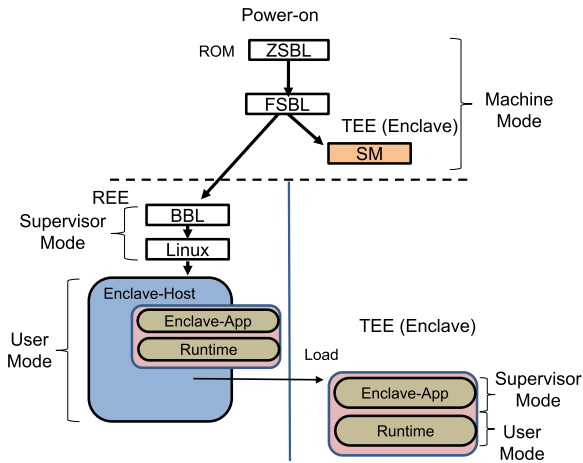 Power-on
ROM
ZSBL
FSBL
TEE (Enclave)
SM
Machine
Mode
REE
Supervisor
Mode
BBL
Linux
User
Mode
Enclave-Host
Enclave-App
Runtime
Load
TEE (Enclave)
Enclave-App
Runtime
Supervisor
Mode
User
Mode